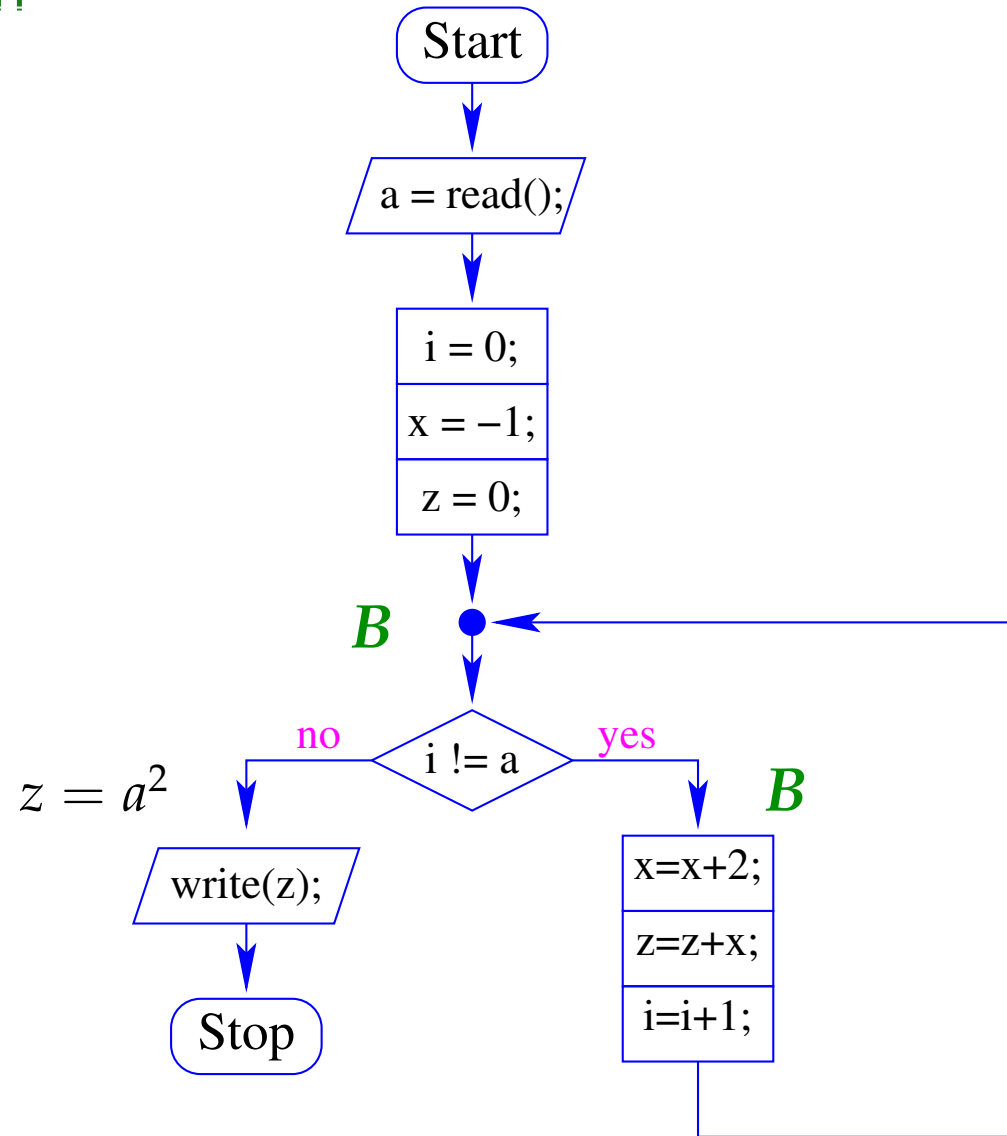 Start
a = read();
i = 0;
x = −1;
z = 0;
B
i != a
no
yes
z = a²
B
write(z);
x=x+2;
z=z+x;
i=i+1;
Stop